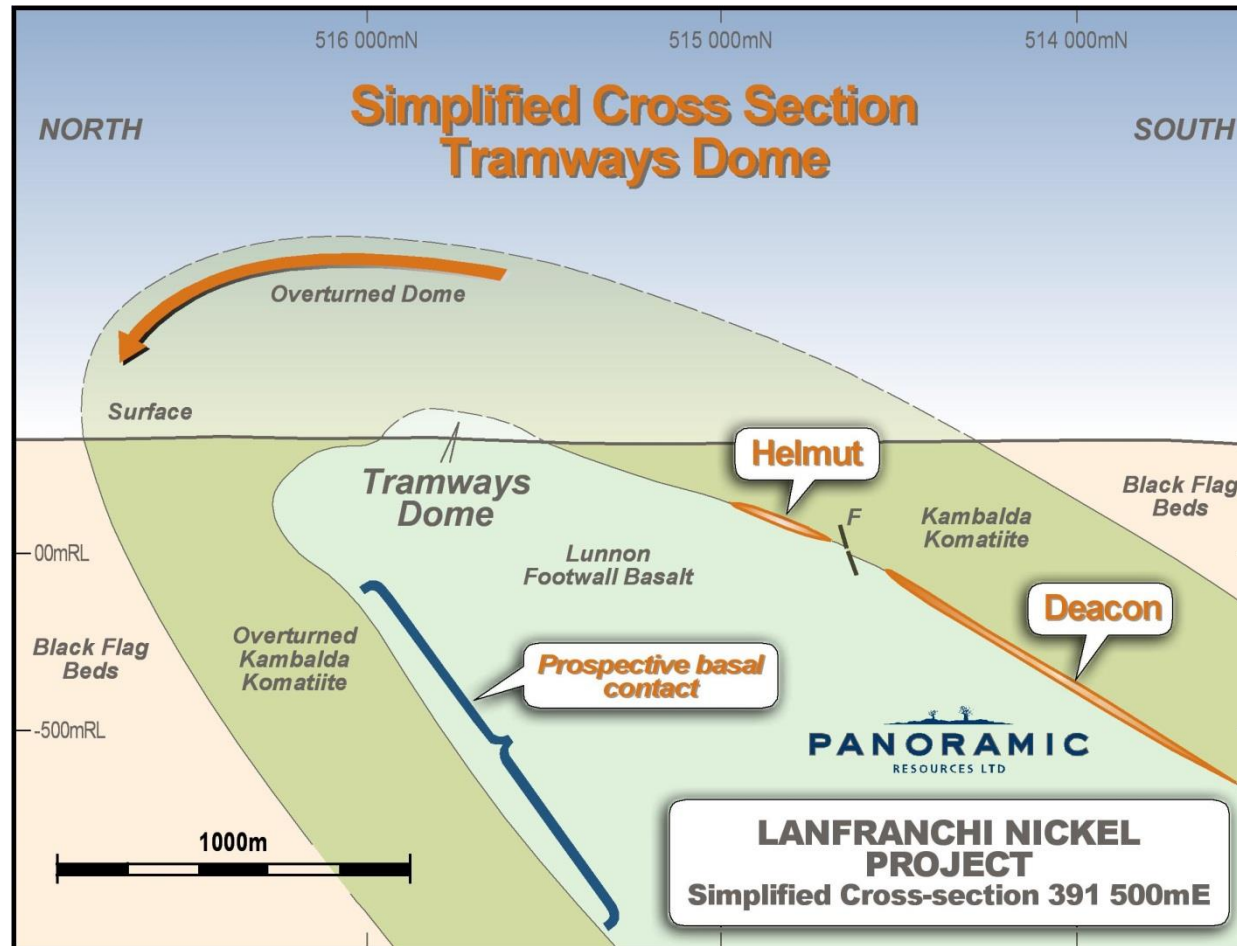 516 000mN
515 000mN
514 000mN
NORTH
Simplified Cross Section
Tramways Dome
SOUTH
Overturned Dome
Surface
Tramways
Dome
Helmut
F
Kambalda
Komatiite
Black Flag
Beds
00mRL
Lunnon
Footwall Basalt
Deacon
Black Flag
Beds
Overturned
Kambalda
Komatiite
Prospective basal
contact
-500mRL
PANORAMIC
RESOURCES LTD
1000m
LANFRANCHI NICKEL
PROJECT
Simplified Cross-section 391 500mE